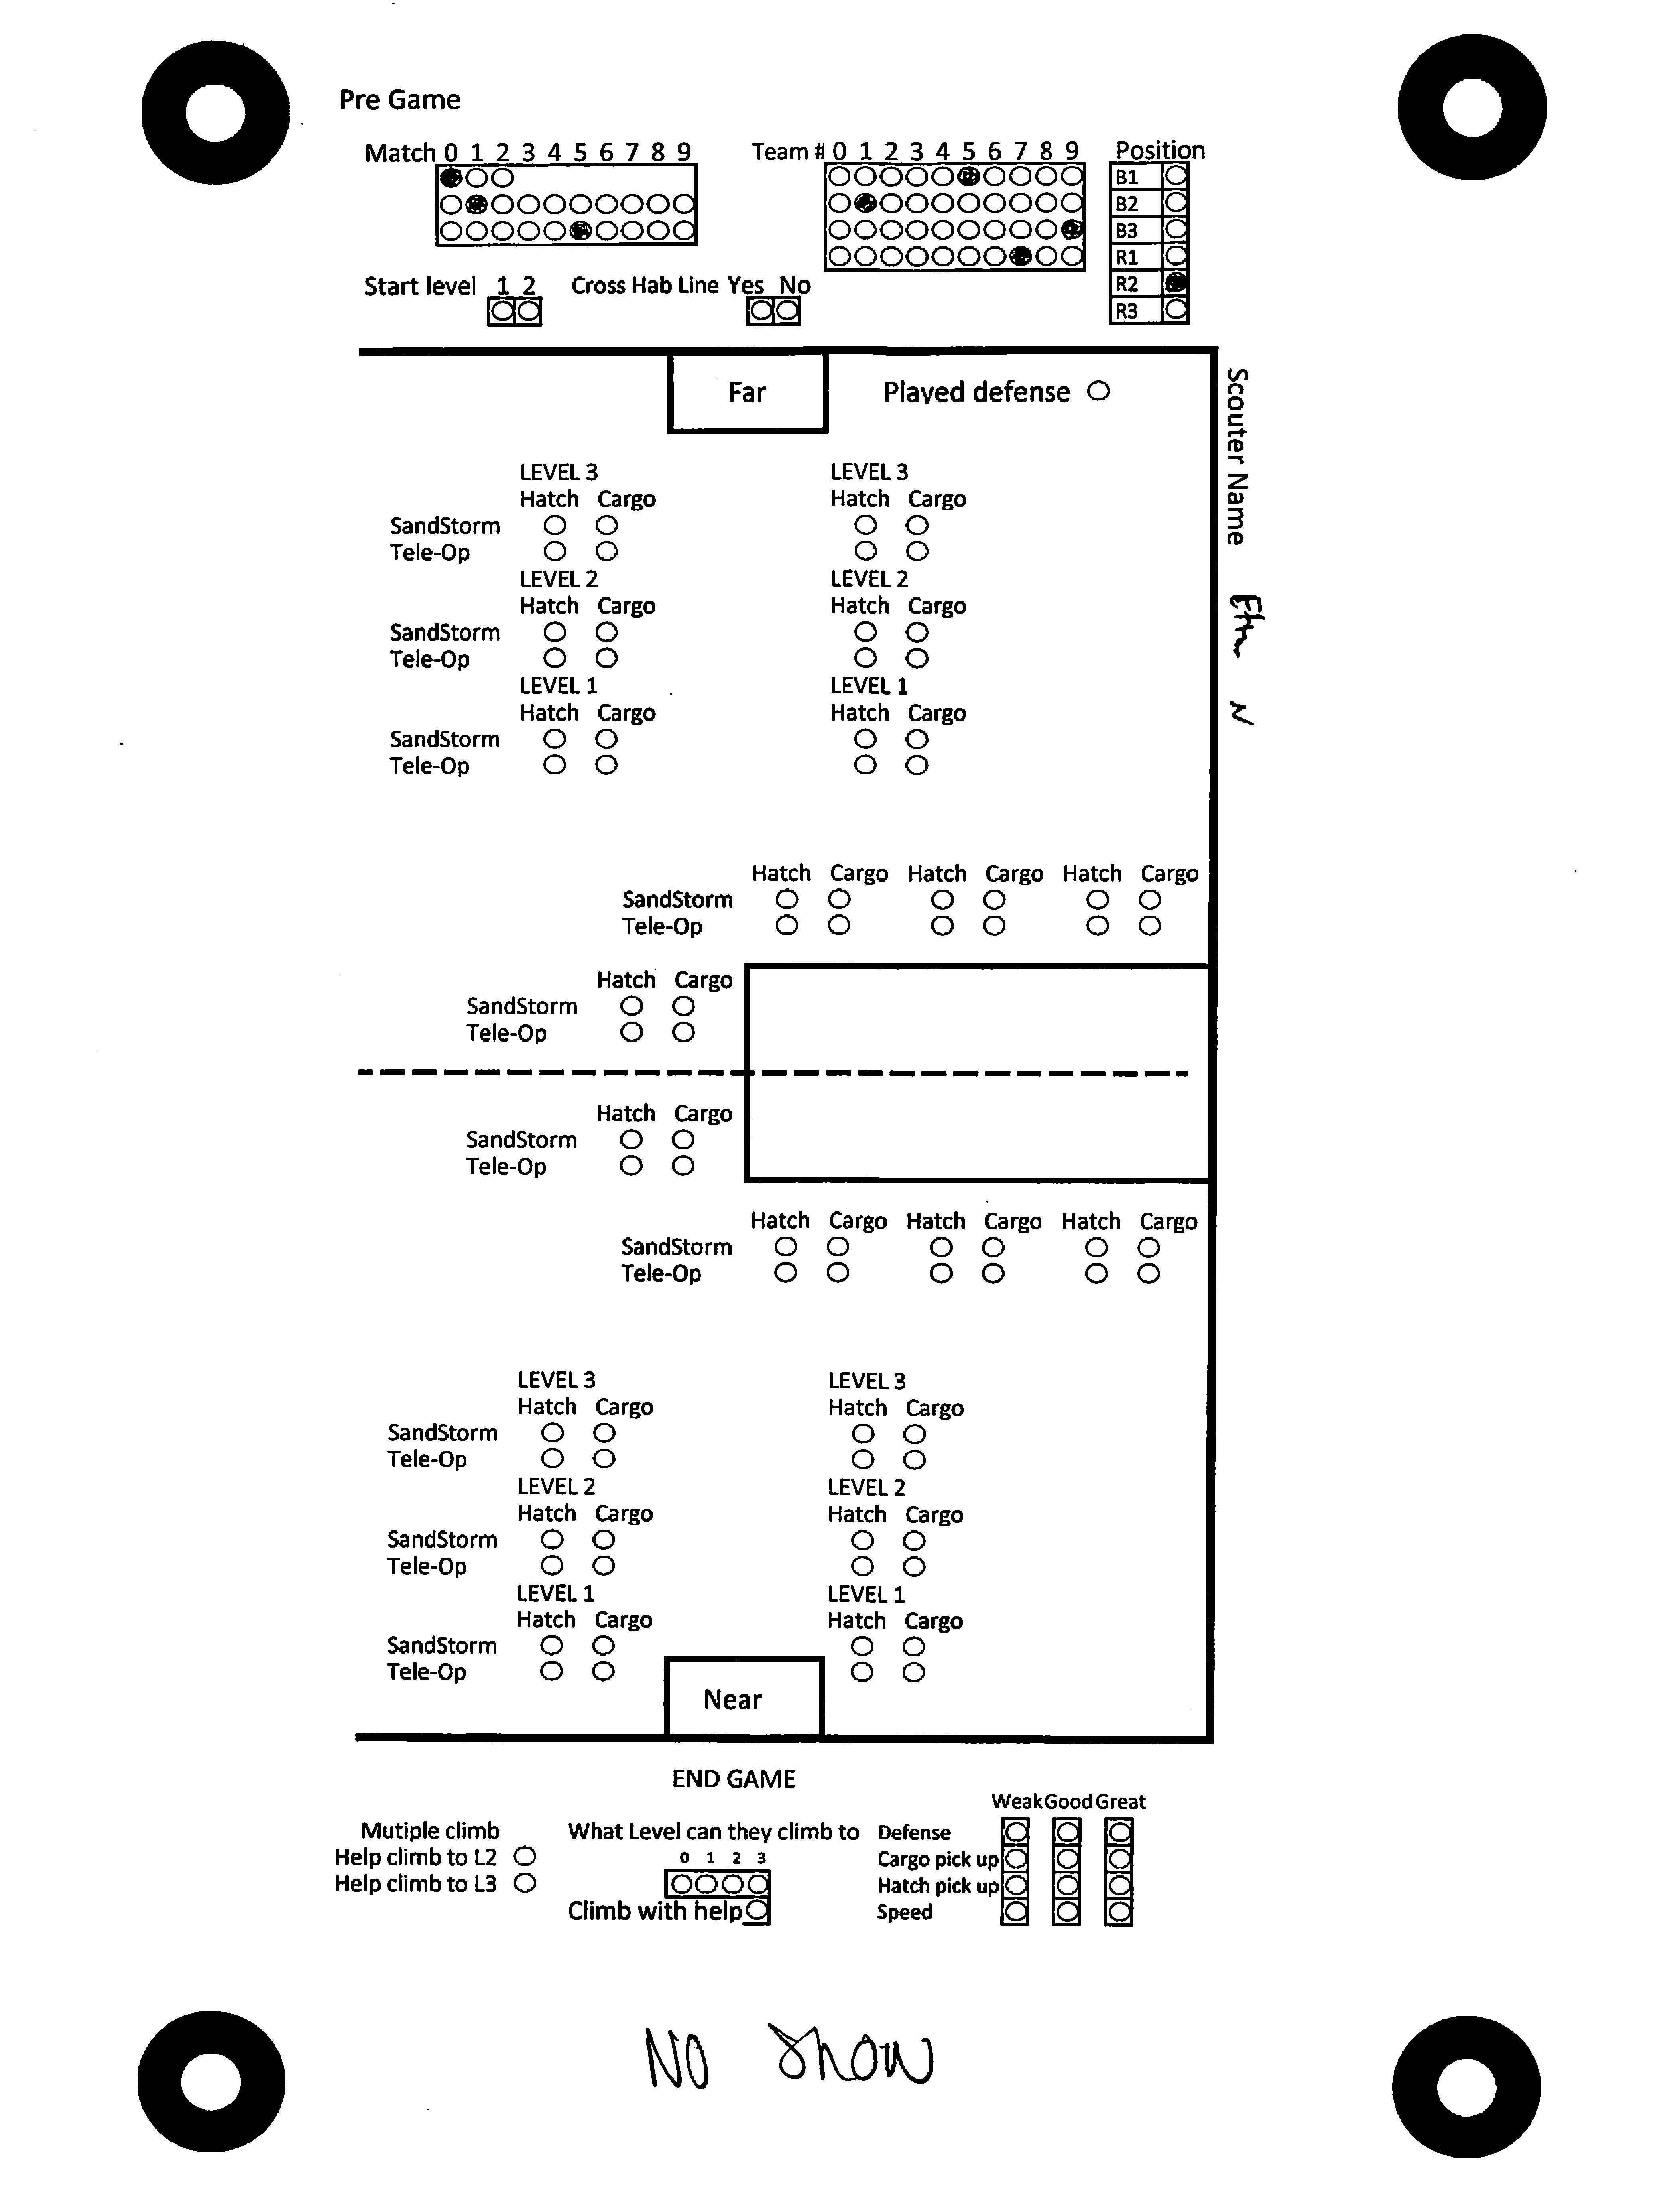 Pre Game
Match 0 1 2 3 4 5 6 7 8 9
Team # 0 1 2 3 4 5 6 7 8 9
Position
B1
B2
B3
R1
R2
R3
Start level 1 2
Cross Hab Line Yes No
Far
Played defense
Scouter Name
N
LEVEL 3 LEVEL 3
Hatch Cargo Hatch Cargo
SandStorm
Tele-Op
LEVEL 2 LEVEL 2
Hatch Cargo Hatch Cargo
SandStorm
Tele-Op
LEVEL 1 LEVEL 1
Hatch Cargo Hatch Cargo
SandStorm
Tele-Op
Hatch Cargo Hatch Cargo Hatch Cargo
SandStorm
Tele-Op
Hatch Cargo
SandStorm
Tele-Op
Hatch Cargo
SandStorm
Tele-Op
Hatch Cargo Hatch Cargo Hatch Cargo
SandStorm
Tele-Op
LEVEL 3 LEVEL 3
Hatch Cargo Hatch Cargo
SandStorm
Tele-Op
LEVEL 2 LEVEL 2
Hatch Cargo Hatch Cargo
SandStorm
Tele-Op
LEVEL 1 LEVEL 1
Hatch Cargo Hatch Cargo
SandStorm
Tele-Op
Near
END GAME
Mutiple climb
Help climb to L2
Help climb to L3
What Level can they climb to
0 1 2 3
Climb with help
Weak Good Great
Defense
Cargo pick up
Hatch pick up
Speed
NO Show